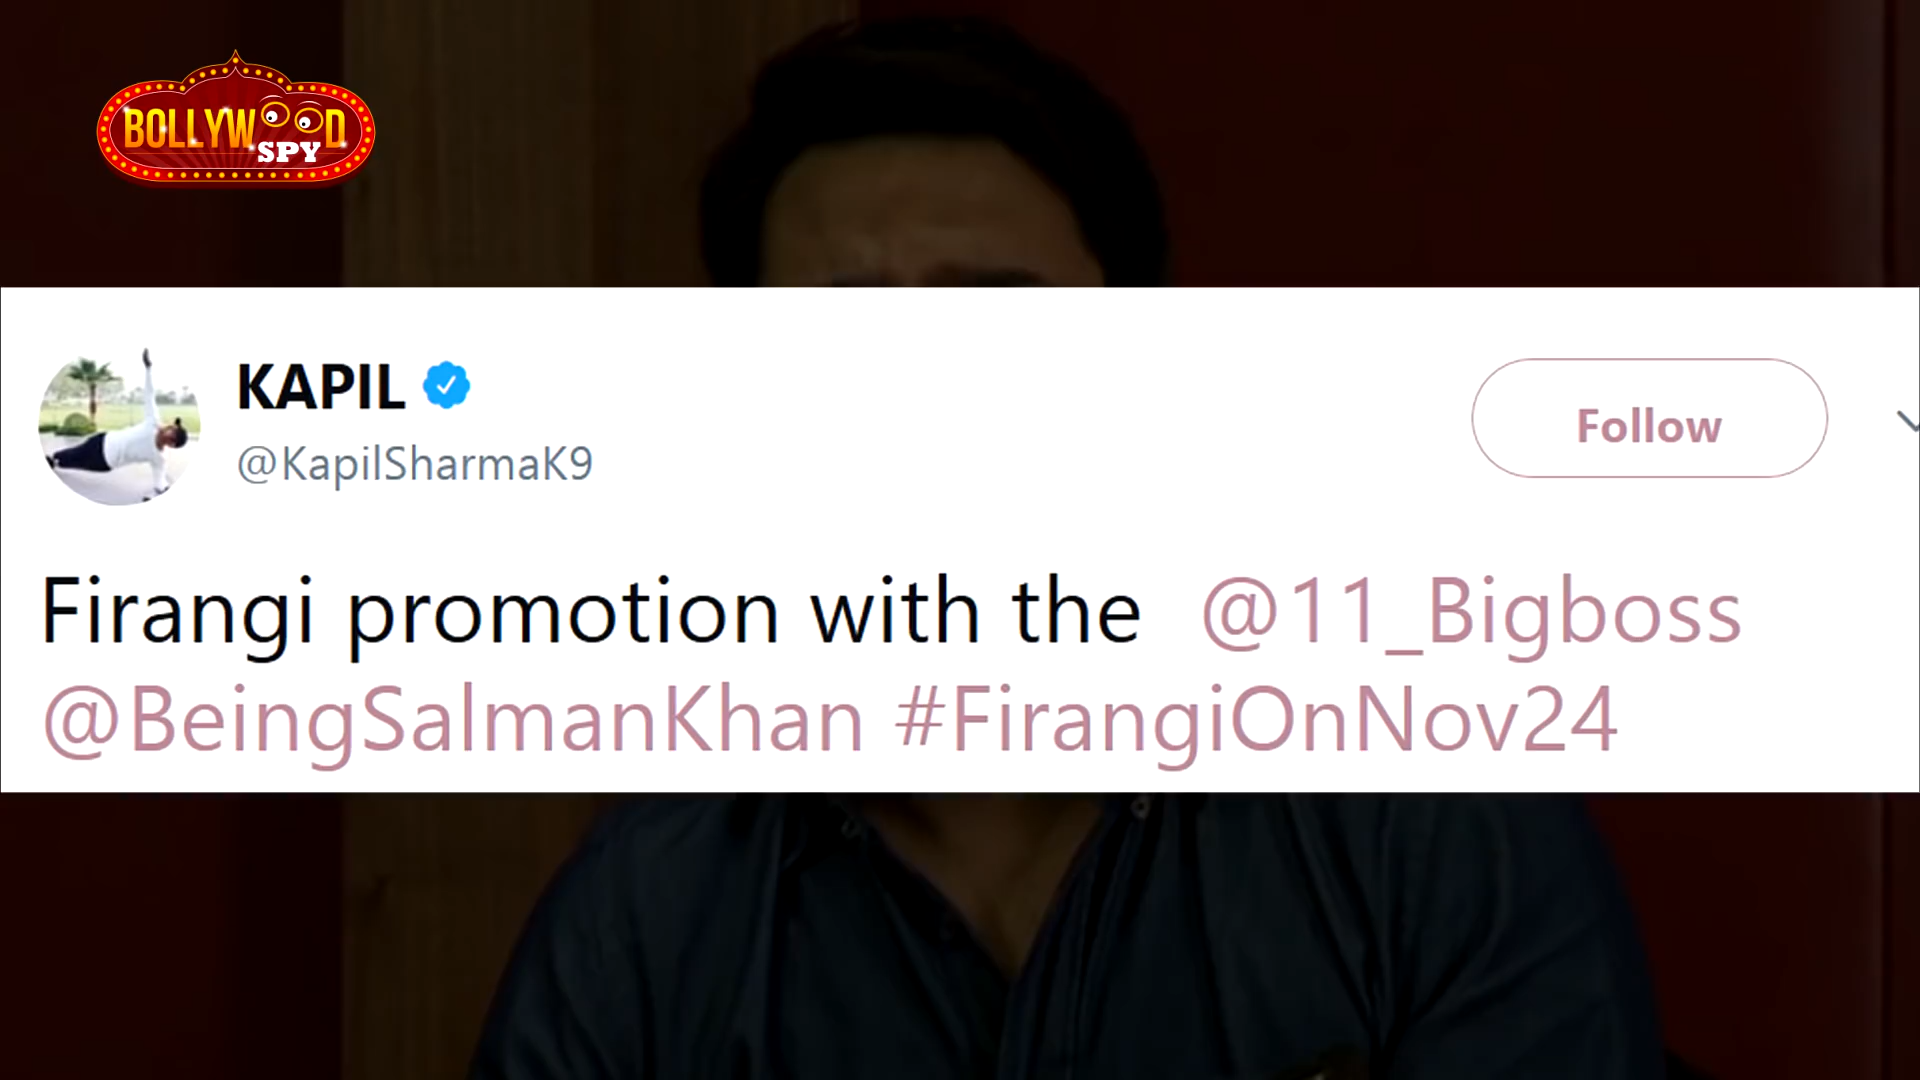 BOLLYWOOD
SPY
KAPIL
@KapilSharmaK9
Follow
Firangi promotion with the @11_Bigboss
@BeingSalmanKhan #FirangiOnNov24